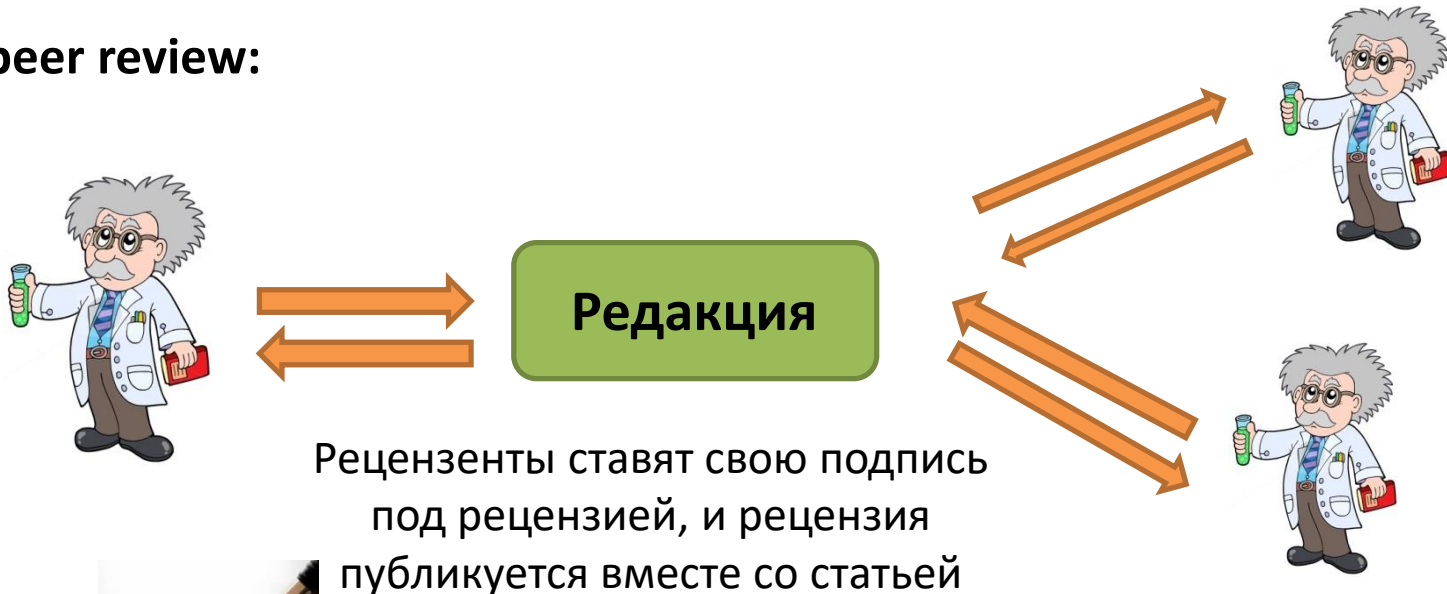 peer review:
Редакция
Рецензенты ставят свою подпись
под рецензией, и рецензия
публикуется вместе со статьей